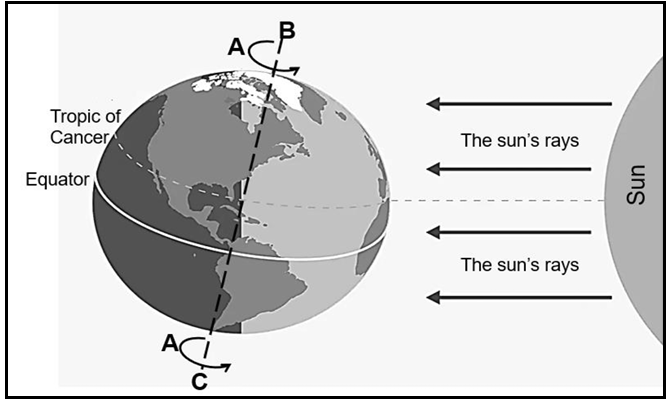 B
A
Tropic of
Cancer
Equator
The sun's rays
The sun's rays
Sun
A
C